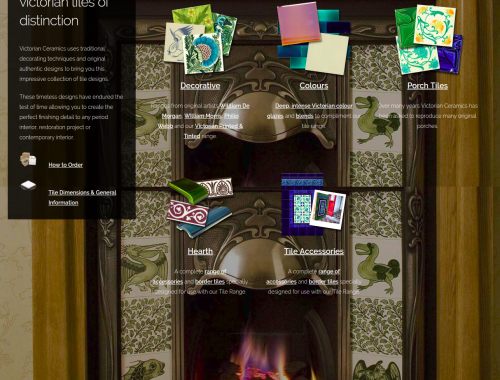 victorian tiles of
distinction
Victorian Ceramics uses traditional
decorating techniques and original
authentic designs to bring you this
impressive collection of tile designs.
These timeless designs have endured the
test of time allowing you to create the
perfect finishing detail to any period
interior, restoration project or
contemporary interior.
How to Order
Tile Dimensions & General
Information
Decorative
from original artists William De
Morgan, William Morris, Philip
Webb and our Victorian Printed &
Tinted range.
Colours
Deep, intense Victorian colour
glazes and blends to compliment our
tile range.
Porch Tiles
Over many years Victorian Ceramics has
been asked to reproduce many original
porches.
Hearth
A complete range of
accessories and border tiles specially
designed for use with our Tile Range.
Tile Accessories
A complete range of
accessories and border tiles specially
designed for use with our Tile Range.